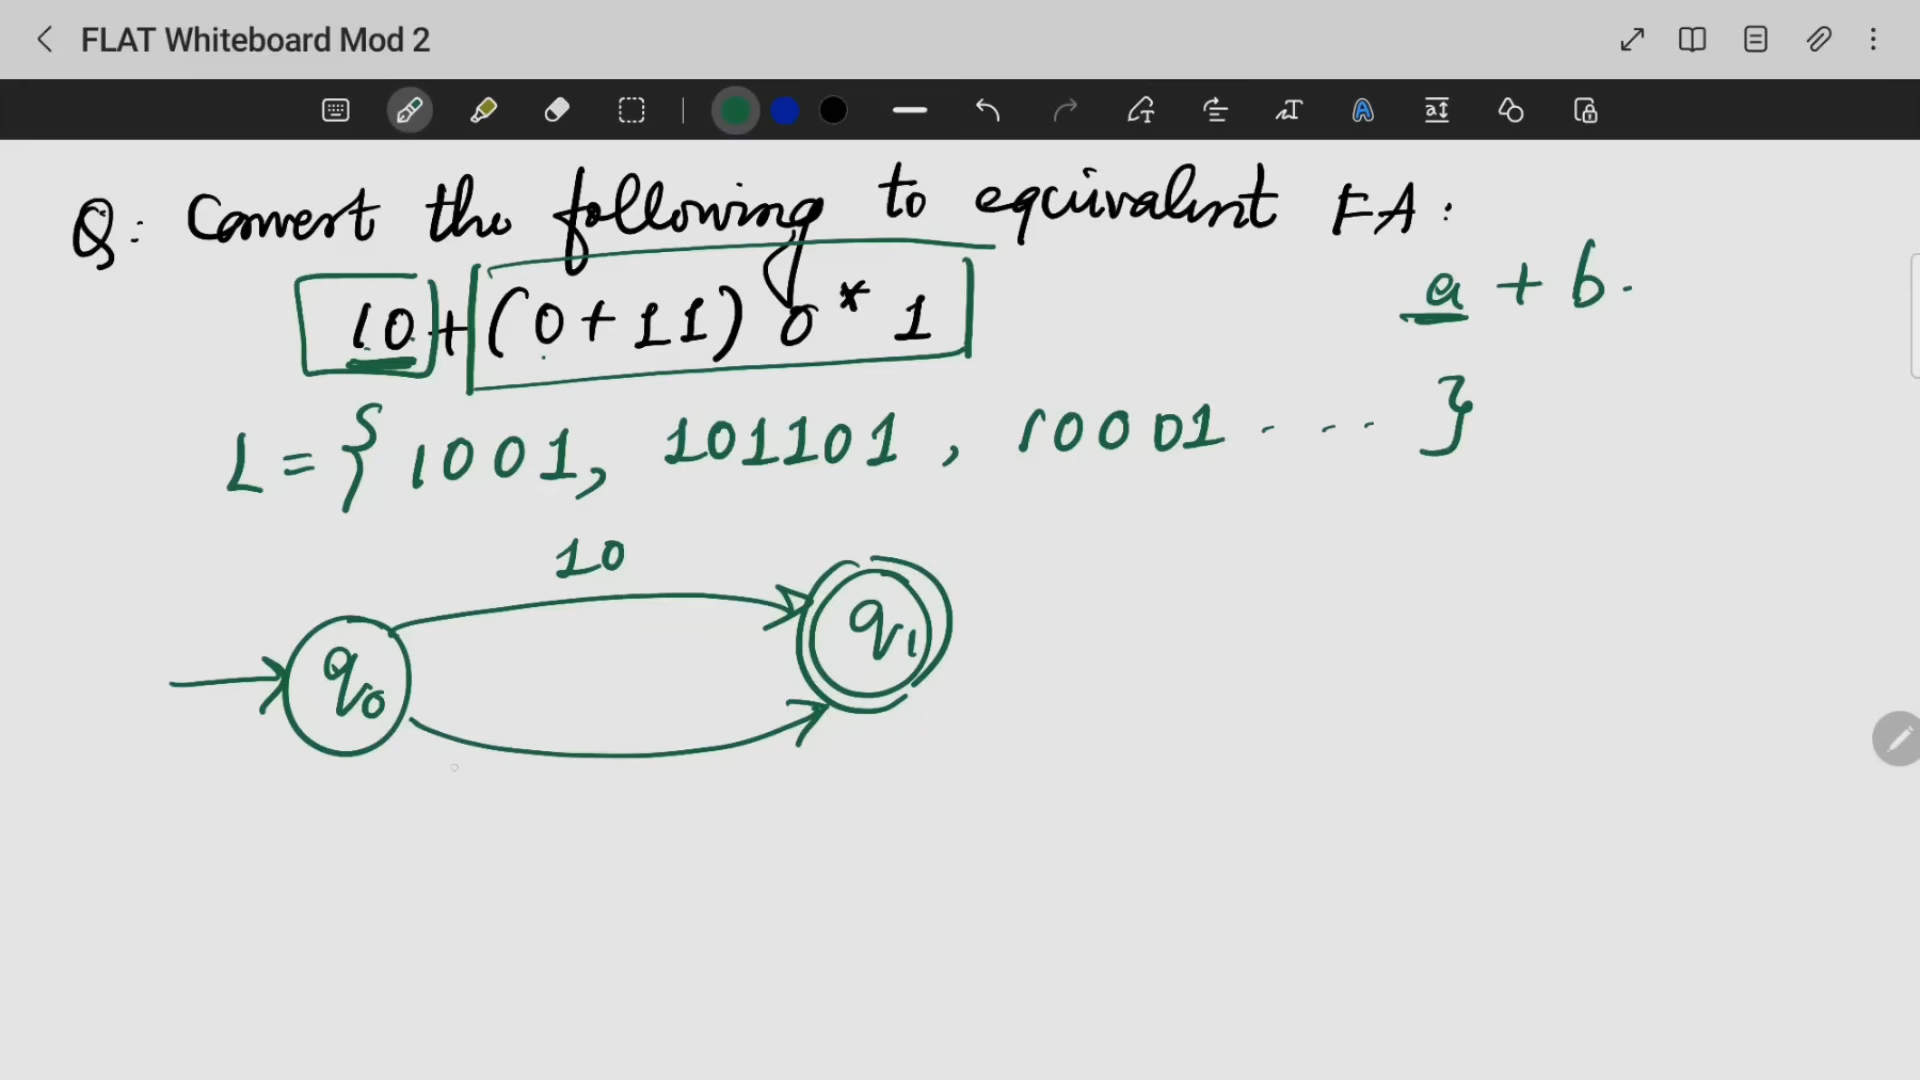 FLAT Whiteboard Mod 2
Q: Convert the following to equivalent FA:
10 + (0 + 11) 0* 1
a + b.
L = { 1001, 101101, 10001 - - - - }
10
q0
q1